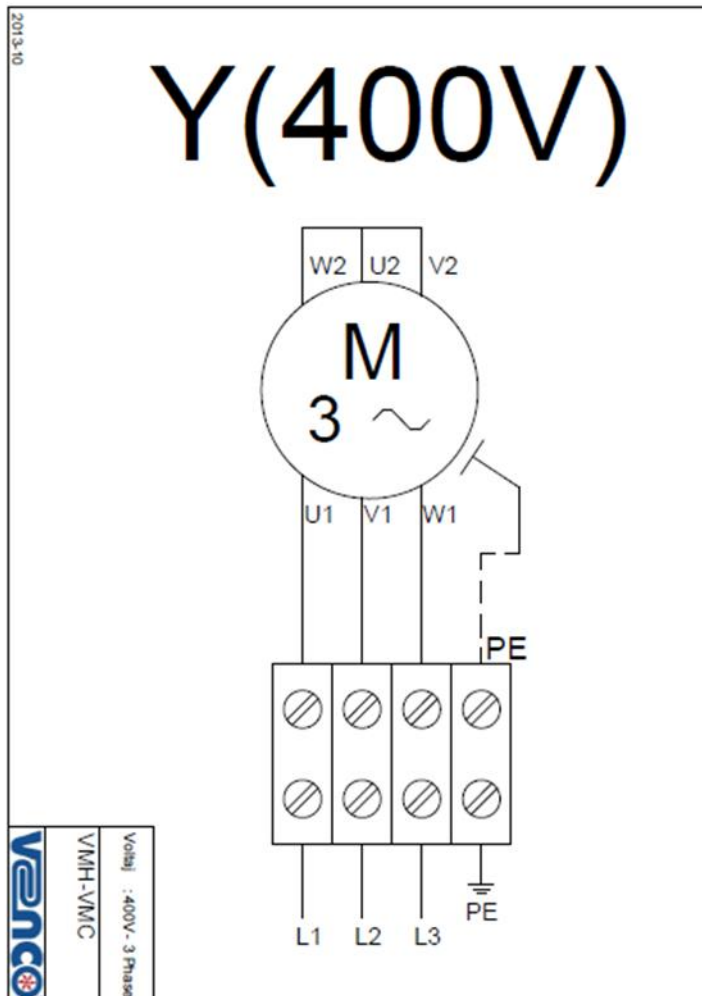 2013-10
Y(400V)
W2 U2 V2
M
3
U1 V1 W1
PE
PE
L1 L2 L3
Voltaj : 400V - 3 Phase
VMH-VMC
Venco